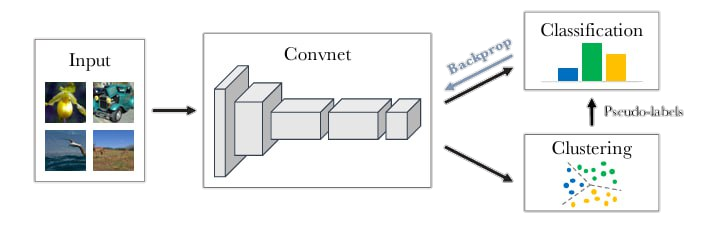 Input
Convnet
Backprop
Classification
Pseudo-labels
Clustering